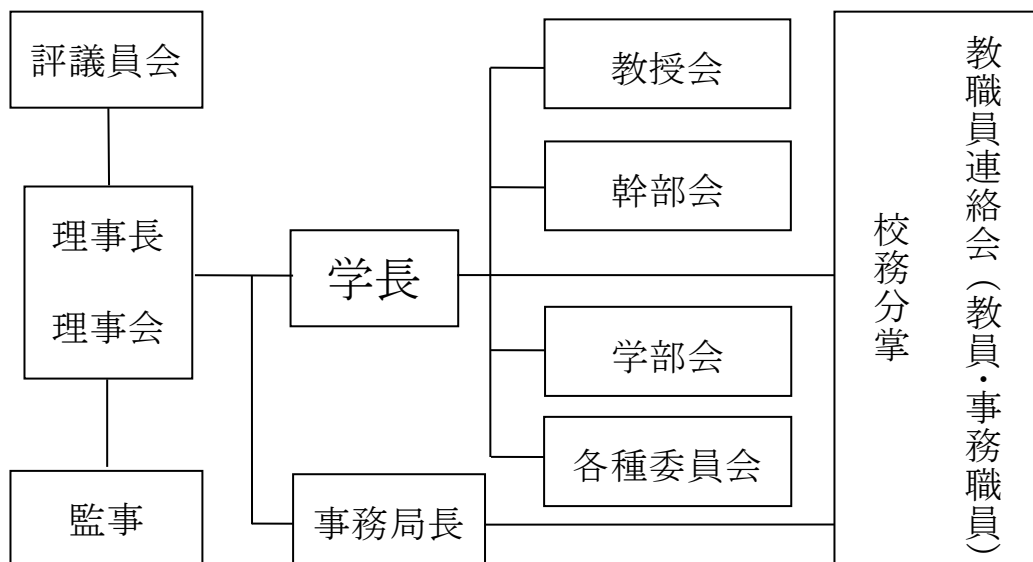 評議員会
理事長
理事会
監事
学長
事務局長
教授会
幹部会
学部会
各種委員会
教職員連絡会（教員・事務職員）
校務分掌